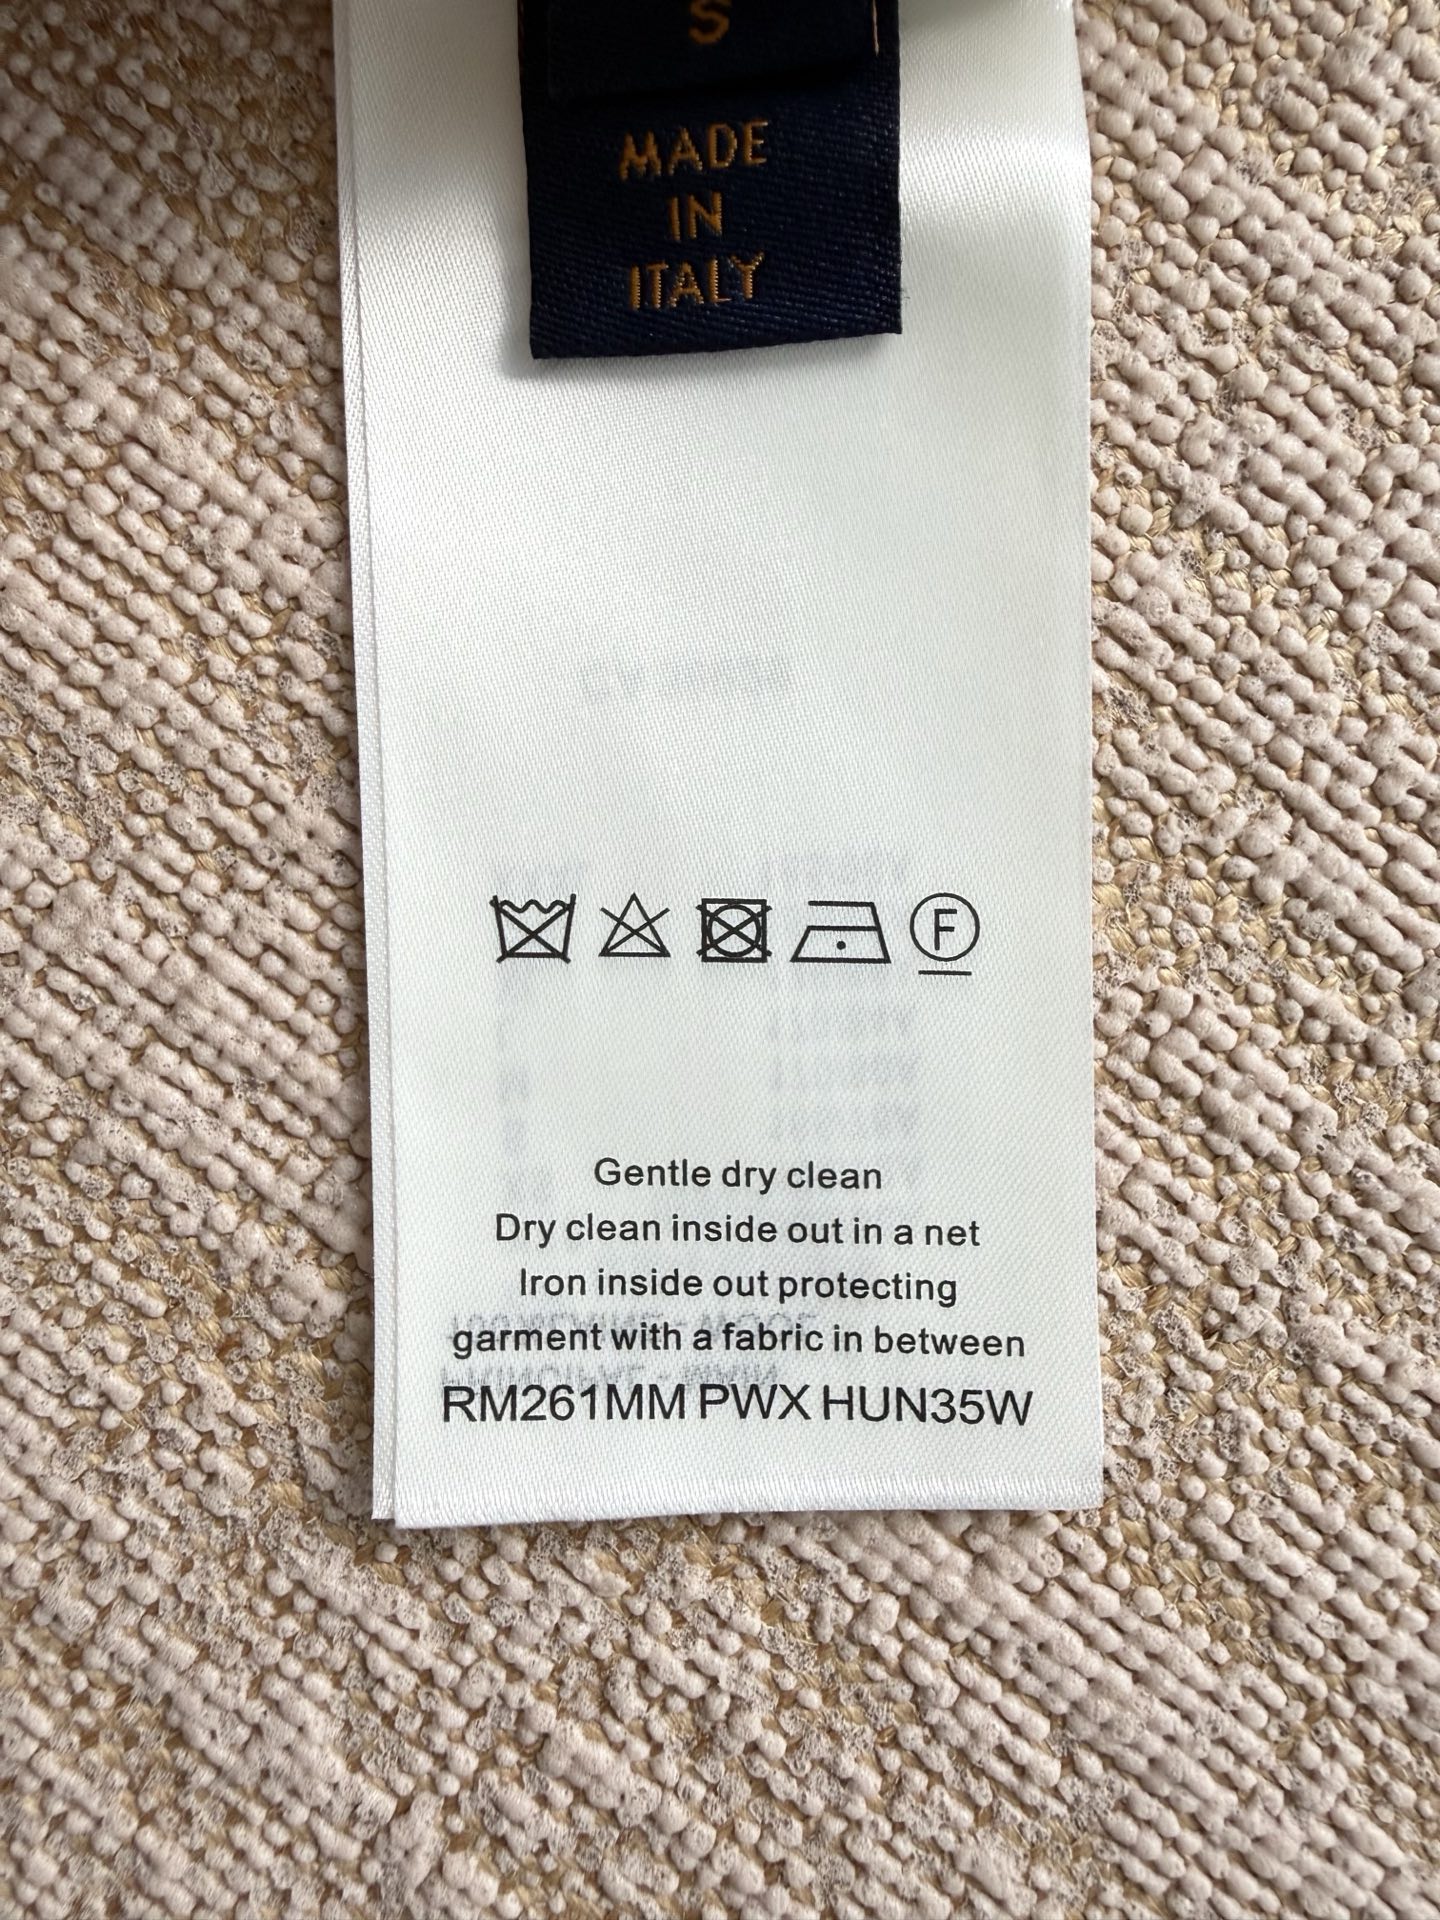 S
MADE
IN
ITALY
F
Gentle dry clean
Dry clean inside out in a net
Iron inside out protecting
garment with a fabric in between
RM261MM PWX HUN35W